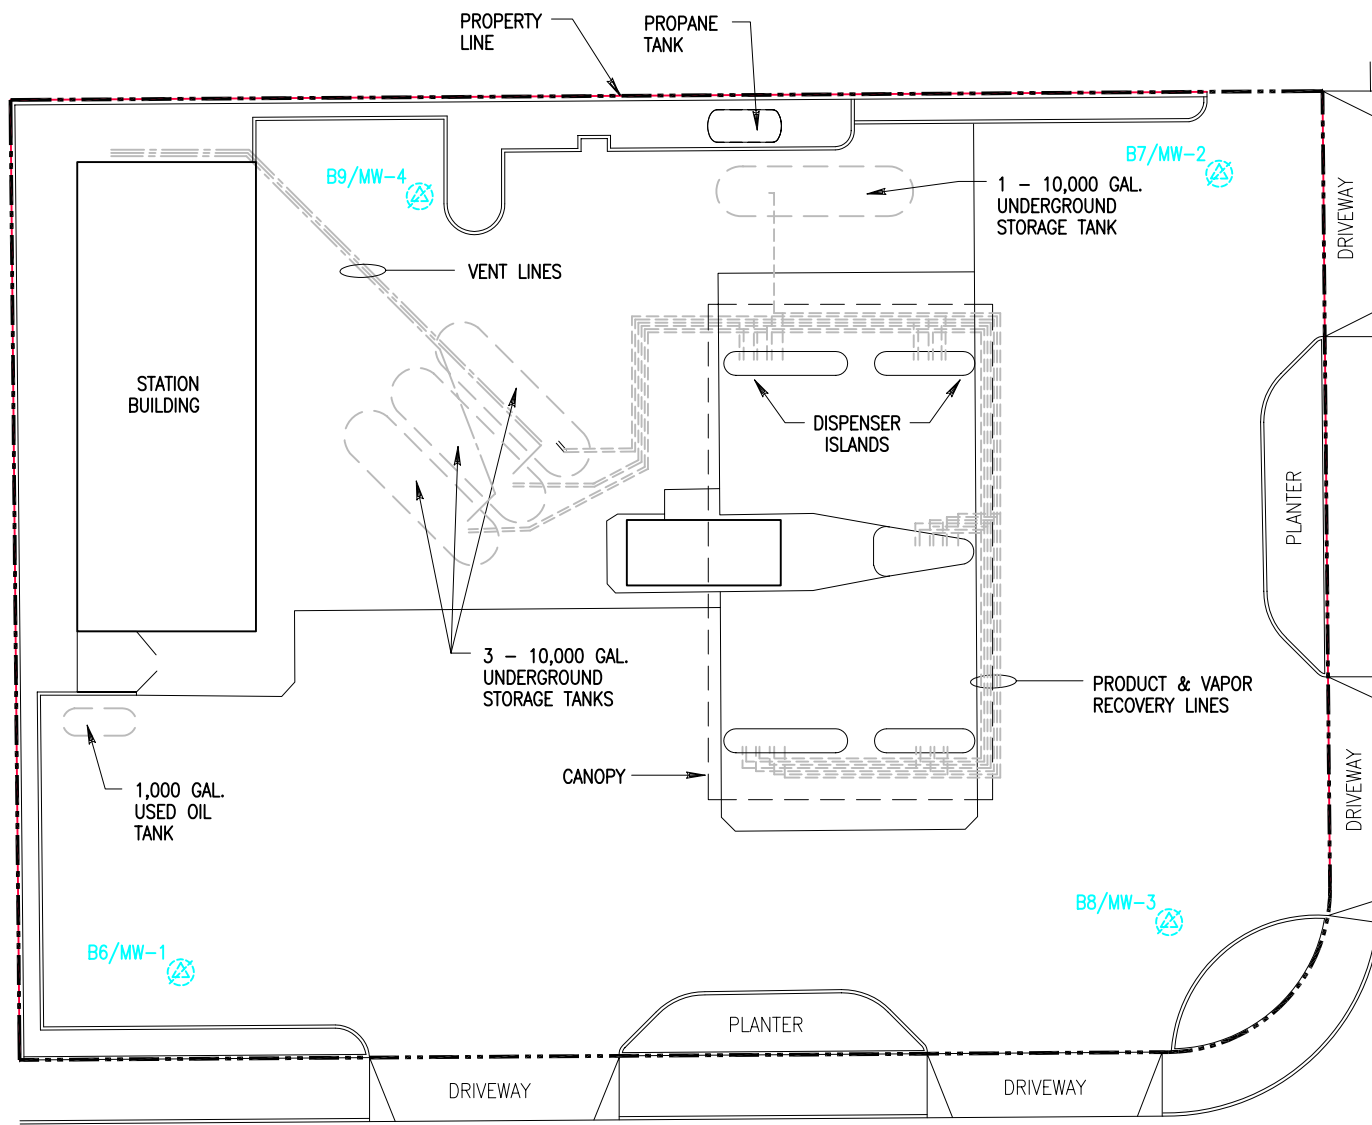 PROPERTY
LINE
PROPANE
TANK
B9/MW-4
B7/MW-2
1 - 10,000 GAL.
UNDERGROUND
STORAGE TANK
DRIVEWAY
VENT LINES
STATION
BUILDING
DISPENSER
ISLANDS
PLANTER
3 - 10,000 GAL.
UNDERGROUND
STORAGE TANKS
PRODUCT & VAPOR
RECOVERY LINES
CANOPY
DRIVEWAY
1,000 GAL.
USED OIL
TANK
B8/MW-3
B6/MW-1
PLANTER
DRIVEWAY
DRIVEWAY